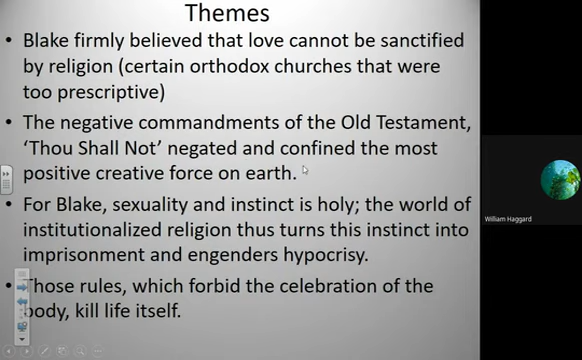 Themes
• Blake firmly believed that love cannot be sanctified
by religion (certain orthodox churches that were
too prescriptive)
• The negative commandments of the Old Testament,
‘Thou Shall Not’ negated and confined the most
positive creative force on earth.
• For Blake, sexuality and instinct is holy; the world of
institutionalized religion thus turns this instinct into
imprisonment and engenders hypocrisy.
• Those rules, which forbid the celebration of the
body, kill life itself.
William Haggard